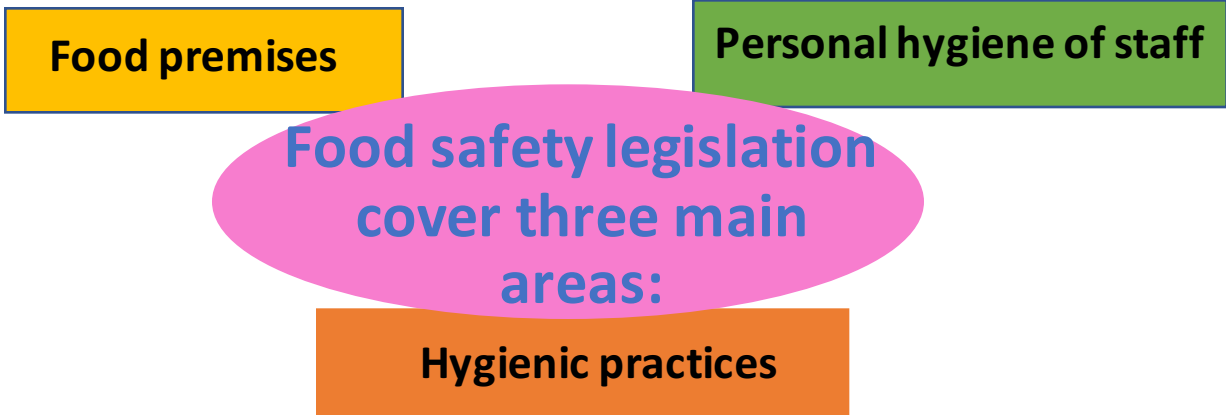 Food premises
Personal hygiene of staff
Food safety legislation
cover three main
areas:
Hygienic practices